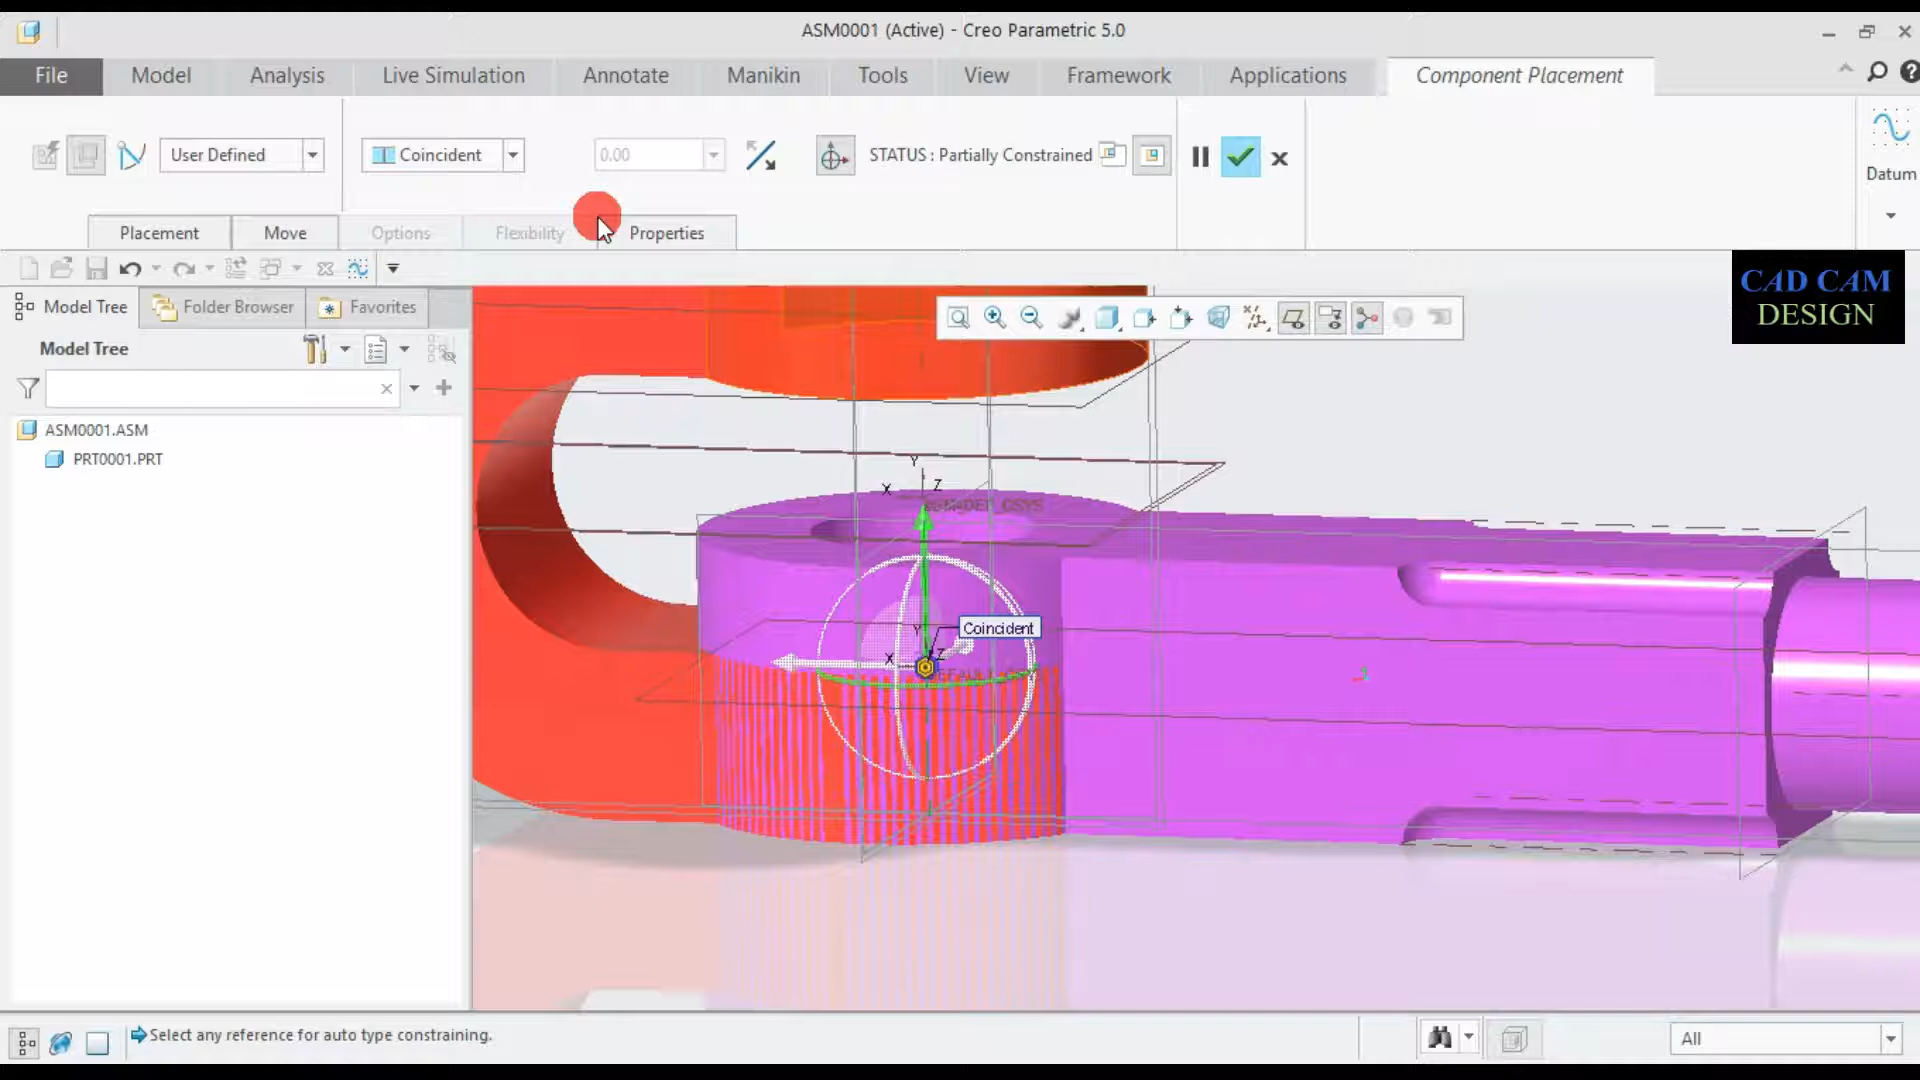 ASM0001 (Active) - Creo Parametric 5.0
File
Model
Analysis
Live Simulation
Annotate
Manikin
Tools
View
Framework
Applications
Component Placement
User Defined
Coincident
0.00
STATUS : Partially Constrained
Datum
Placement
Move
Options
Flexibility
Properties
CAD CAM
DESIGN
Model Tree
Folder Browser
Favorites
Model Tree
ASM0001.ASM
PRT0001.PRT
Y
X
Z
Coincident
Y
X
Z
Select any reference for auto type constraining.
All